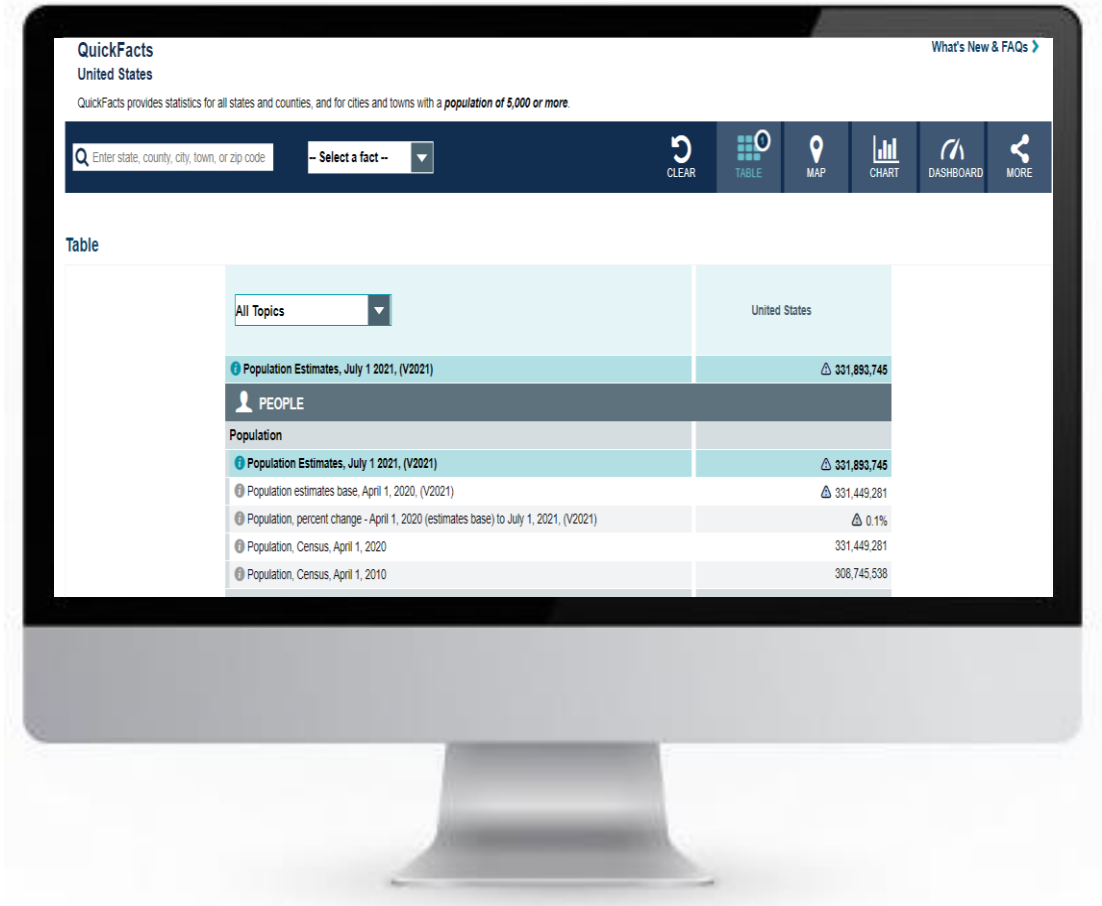 QuickFacts
What's New & FAQs
United States
QuickFacts provides statistics for all states and counties, and for cities and towns with a population of 5,000 or more.
Enter state, county, city, town, or zip code
-- Select a fact --
CLEAR
1
TABLE
MAP
CHART
DASHBOARD
MORE
Table
All Topics
United States
Population Estimates, July 1 2021, (V2021) 331,893,745
PEOPLE
Population
Population Estimates, July 1 2021, (V2021) 331,893,745
Population estimates base, April 1, 2020, (V2021) 331,449,281
Population, percent change - April 1, 2020 (estimates base) to July 1, 2021, (V2021) 0.1%
Population, Census, April 1, 2020 331,449,281
Population, Census, April 1, 2010 308,745,538